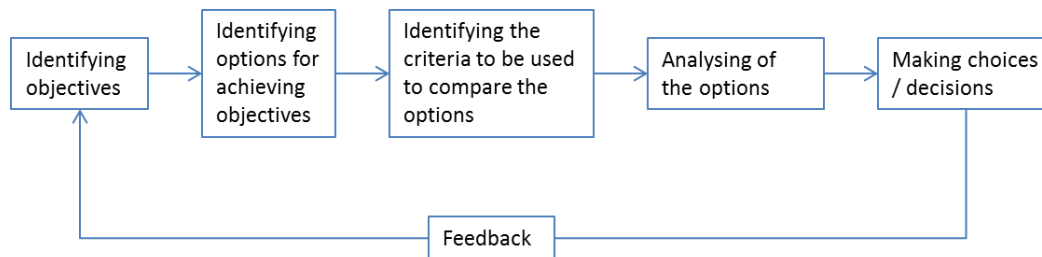 Identifying
objectives
Identifying
options for
achieving
objectives
Identifying the
criteria to be used
to compare the
options
Analysing of
the options
Making choices
/ decisions
Feedback